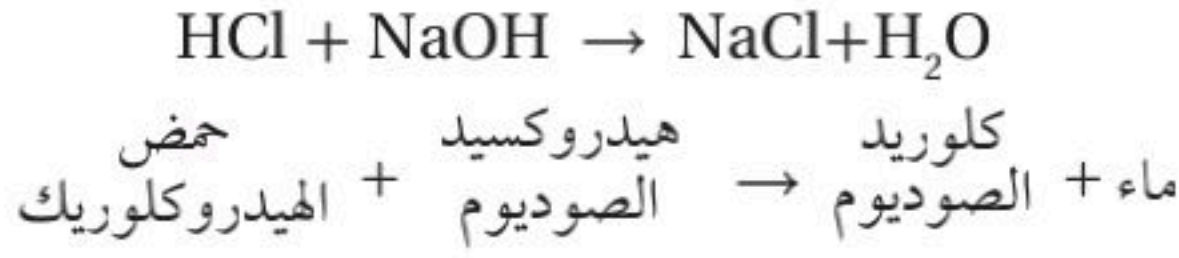 HCl + NaOH → NaCl+H₂O
حمض الهيدروكلوريك + هيدروكسيد الصوديوم → كلوريد الصوديوم + ماء